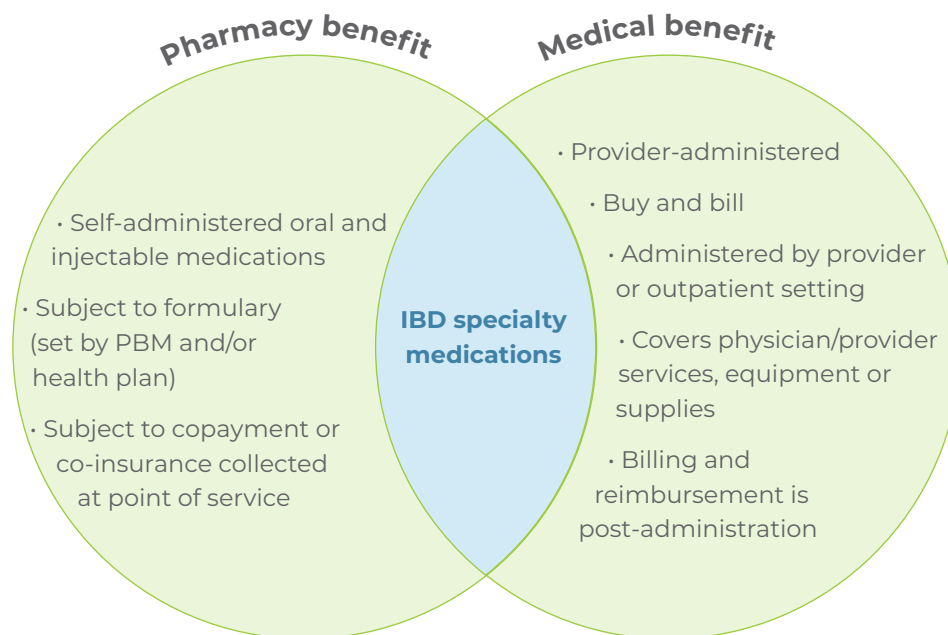 Pharmacy benefit
Medical benefit
· Self-administered oral and
injectable medications
· Subject to formulary
(set by PBM and/or
health plan)
· Subject to copayment or
co-insurance collected
at point of service
IBD specialty
medications
· Provider-administered
· Buy and bill
· Administered by provider
or outpatient setting
· Covers physician/provider
services, equipment or
supplies
· Billing and
reimbursement is
post-administration